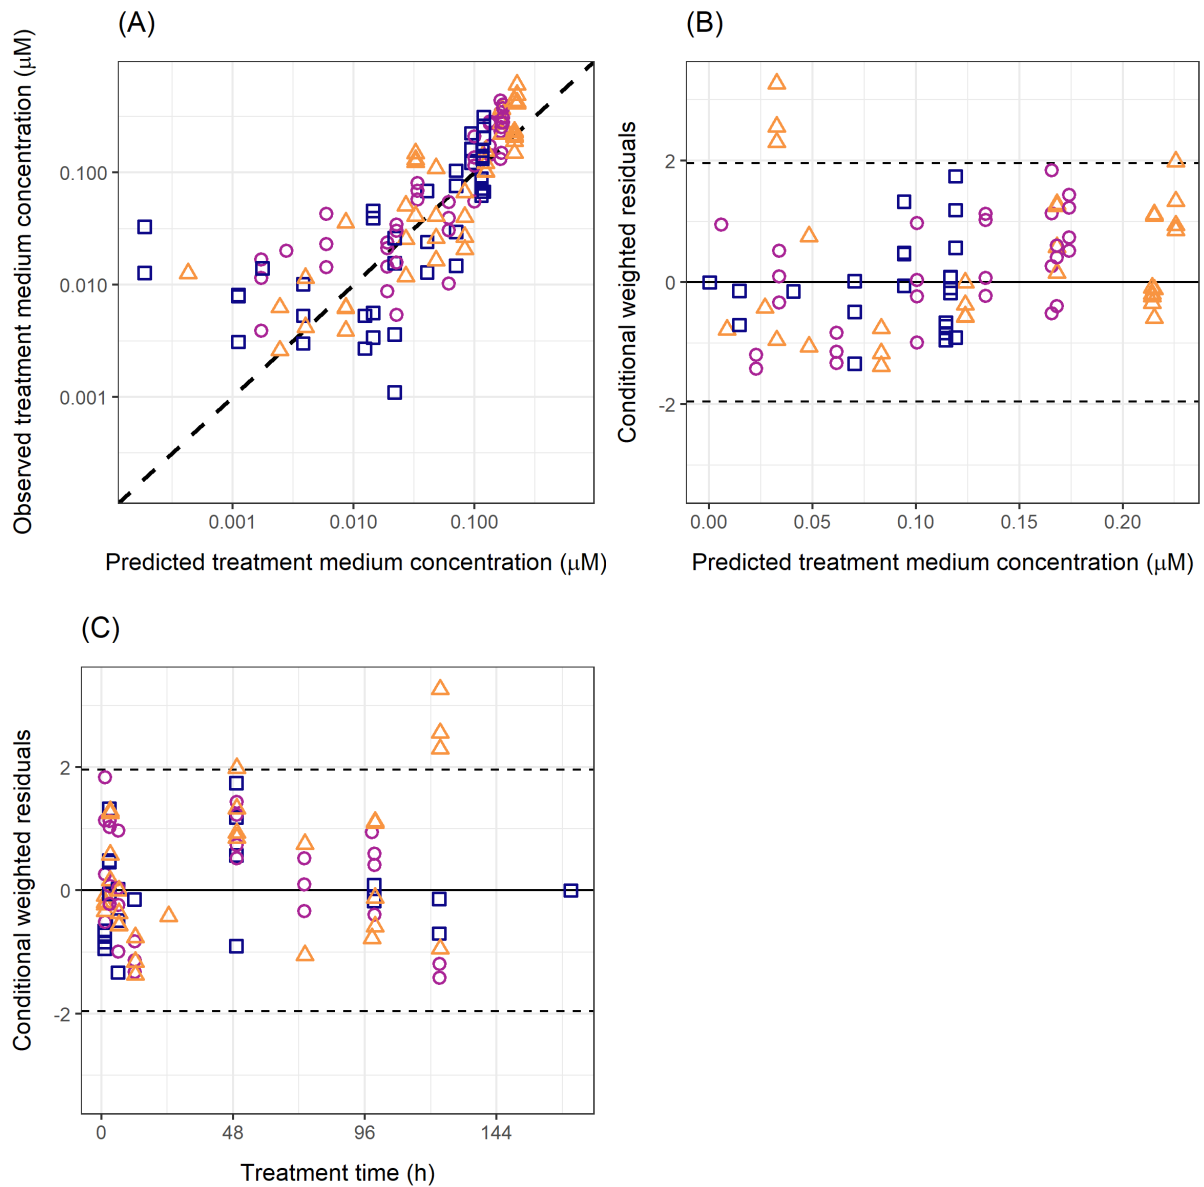 (A)
Observed treatment medium concentration (μM)
0.100
0.010
0.001
0.001
0.010
0.100
Predicted treatment medium concentration (μM)
(B)
Conditional weighted residuals
2
0
-2
0.00
0.05
0.10
0.15
0.20
Predicted treatment medium concentration (μM)
(C)
Conditional weighted residuals
2
0
-2
0
48
96
144
Treatment time (h)